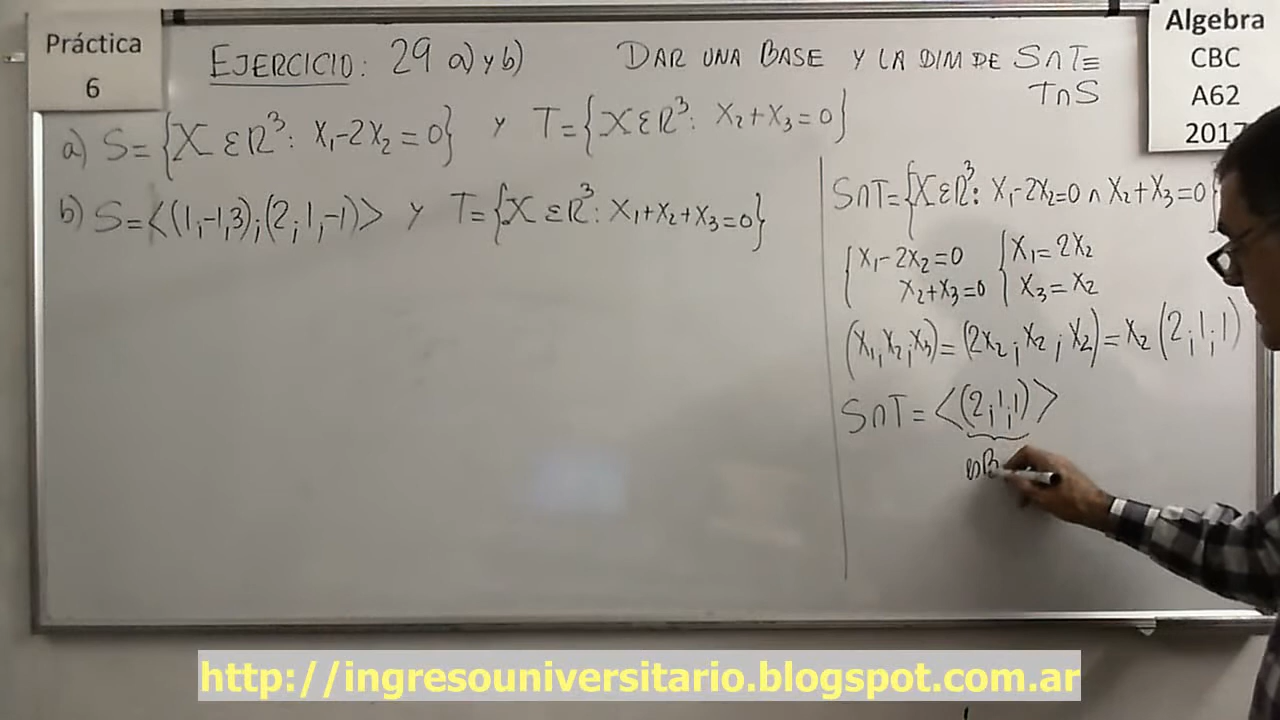 Práctica
6
EJERCICIO: 29 a) y b)
DAR UNA BASE Y LA DIM DE S∩T≡
T∩S
Algebra
CBC
A62
2017
a) S={X ∈ ℝ³: X₁-2X₂=0} y T={X ∈ ℝ³: X₂+X₃=0}
b) S=<(1,-1,3);(2;1,-1)> y T={X ∈ ℝ³: X₁+X₂+X₃=0}
S∩T={X∈ℝ³: X₁-2X₂=0 ∧ X₂+X₃=0}
{X₁-2X₂=0 {X₁=2X₂
X₂+X₃=0 X₃=X₂
(X₁,X₂;X₃)=(2X₂;X₂;X₂)=X₂(2;1;1)
S∩T=<(2;1;1)>
http://ingresouniversitario.blogspot.com.ar